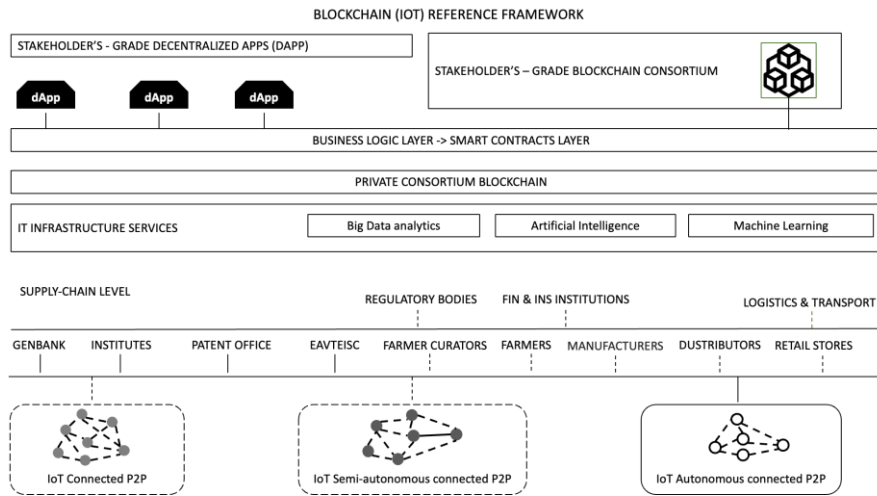 BLOCKCHAIN (IOT) REFERENCE FRAMEWORK
STAKEHOLDER'S - GRADE DECENTRALIZED APPS (DAPP)
STAKEHOLDER'S – GRADE BLOCKCHAIN CONSORTIUM
dApp
dApp
dApp
BUSINESS LOGIC LAYER -> SMART CONTRACTS LAYER
PRIVATE CONSORTIUM BLOCKCHAIN
IT INFRASTRUCTURE SERVICES
Big Data analytics
Artificial Intelligence
Machine Learning
SUPPLY-CHAIN LEVEL
REGULATORY BODIES
FIN & INS INSTITUTIONS
LOGISTICS & TRANSPORT
GENBANK
INSTITUTES
PATENT OFFICE
EAVTEISC
FARMER CURATORS
FARMERS
MANUFACTURERS
DUSTRIBUTORS
RETAIL STORES
IoT Connected P2P
IoT Semi-autonomous connected P2P
IoT Autonomous connected P2P